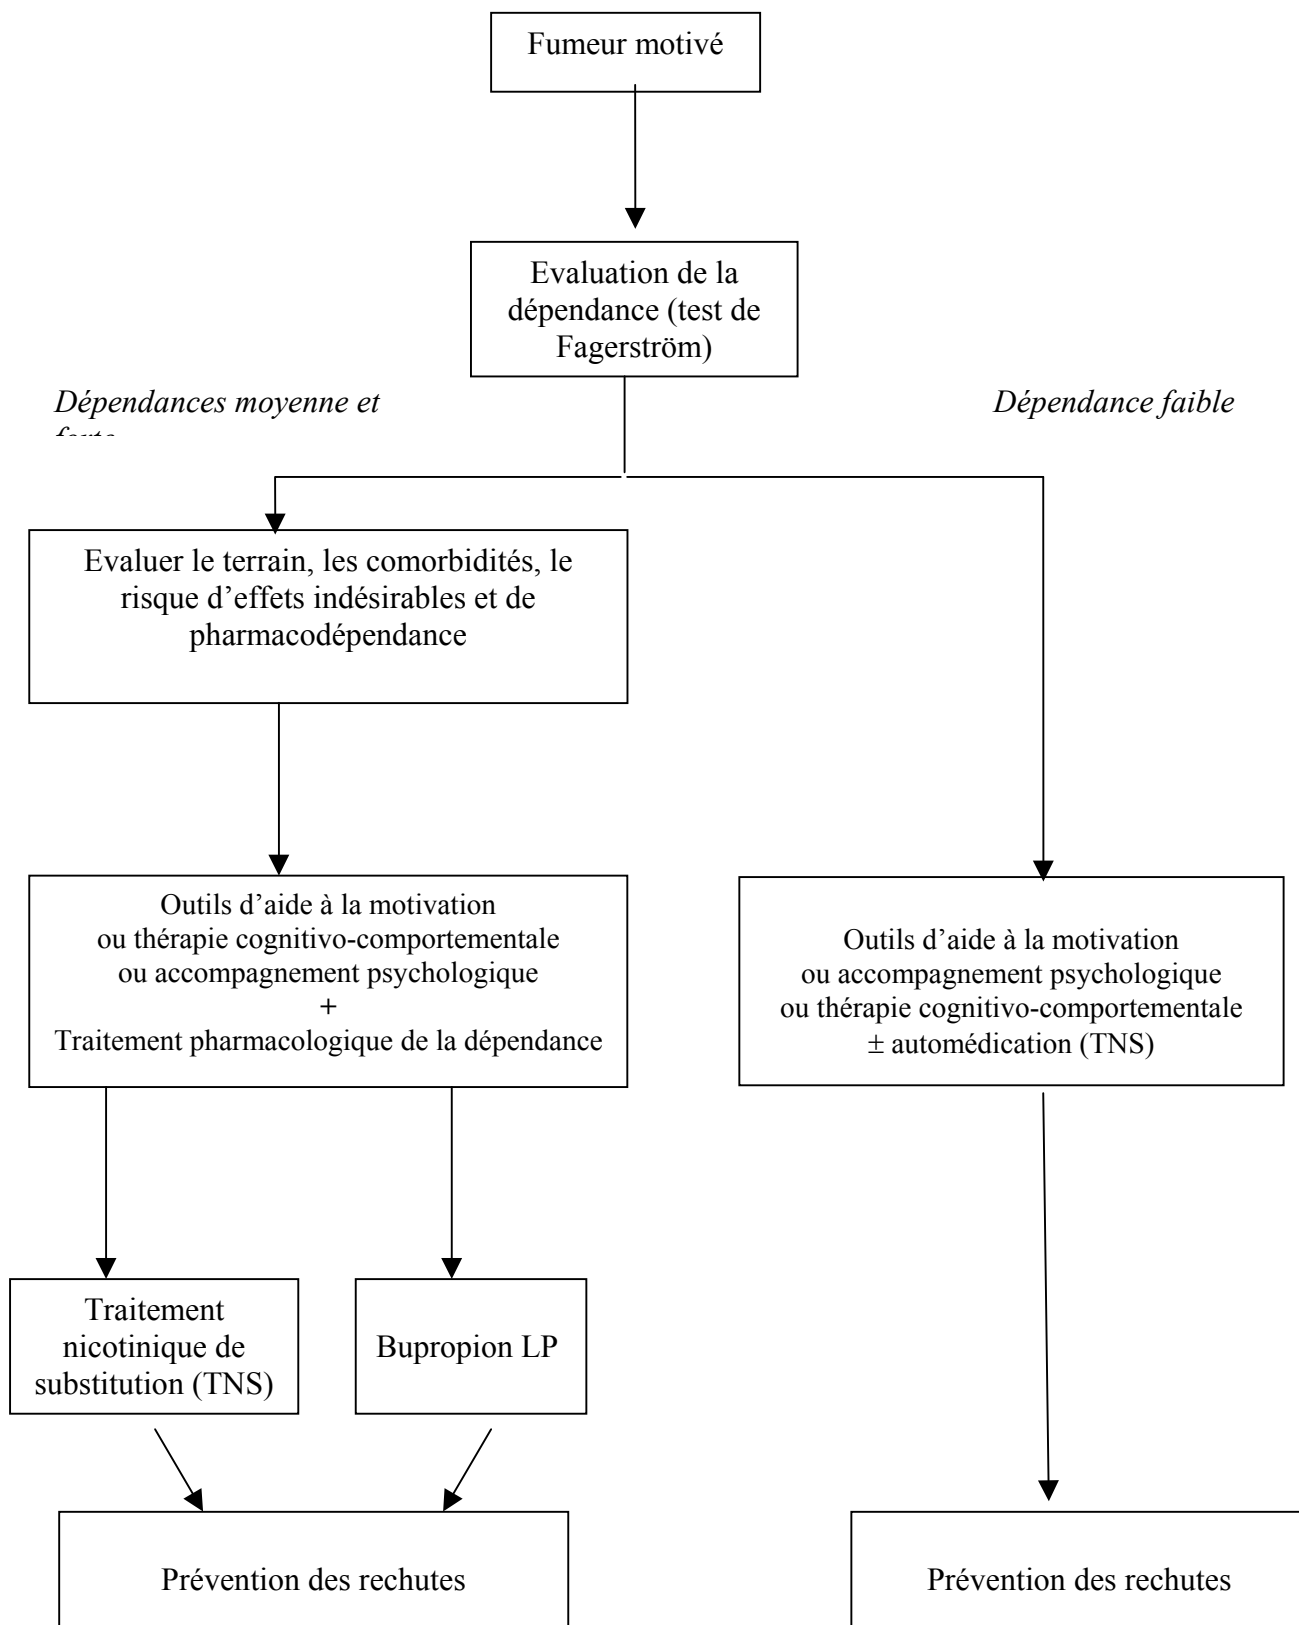 Fumeur motivé
Evaluation de la
dépendance (test de
Fagerström)
Dépendances moyenne et
Dépendance faible
Evaluer le terrain, les comorbidités, le
risque d’effets indésirables et de
pharmacodépendance
Outils d’aide à la motivation
ou thérapie cognitivo-comportementale
ou accompagnement psychologique
+
Traitement pharmacologique de la dépendance
Outils d’aide à la motivation
ou accompagnement psychologique
ou thérapie cognitivo-comportementale
± automédication (TNS)
Traitement
nicotinique de
substitution (TNS)
Bupropion LP
Prévention des rechutes
Prévention des rechutes